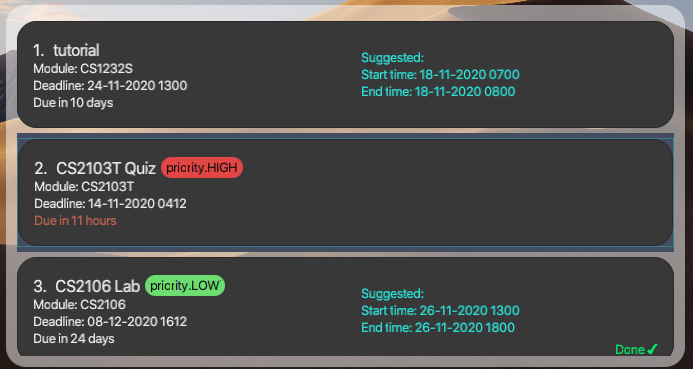 1. tutorial
Module: CS1232S
Deadline: 24-11-2020 1300
Due in 10 days
Suggested:
Start time: 18-11-2020 0700
End time: 18-11-2020 0800
2. CS2103T Quiz priority.HIGH
Module: CS2103T
Deadline: 14-11-2020 0412
Due in 11 hours
3. CS2106 Lab priority.LOW
Module: CS2106
Deadline: 08-12-2020 1612
Due in 24 days
Suggested:
Start time: 26-11-2020 1300
End time: 26-11-2020 1800
Done ✔